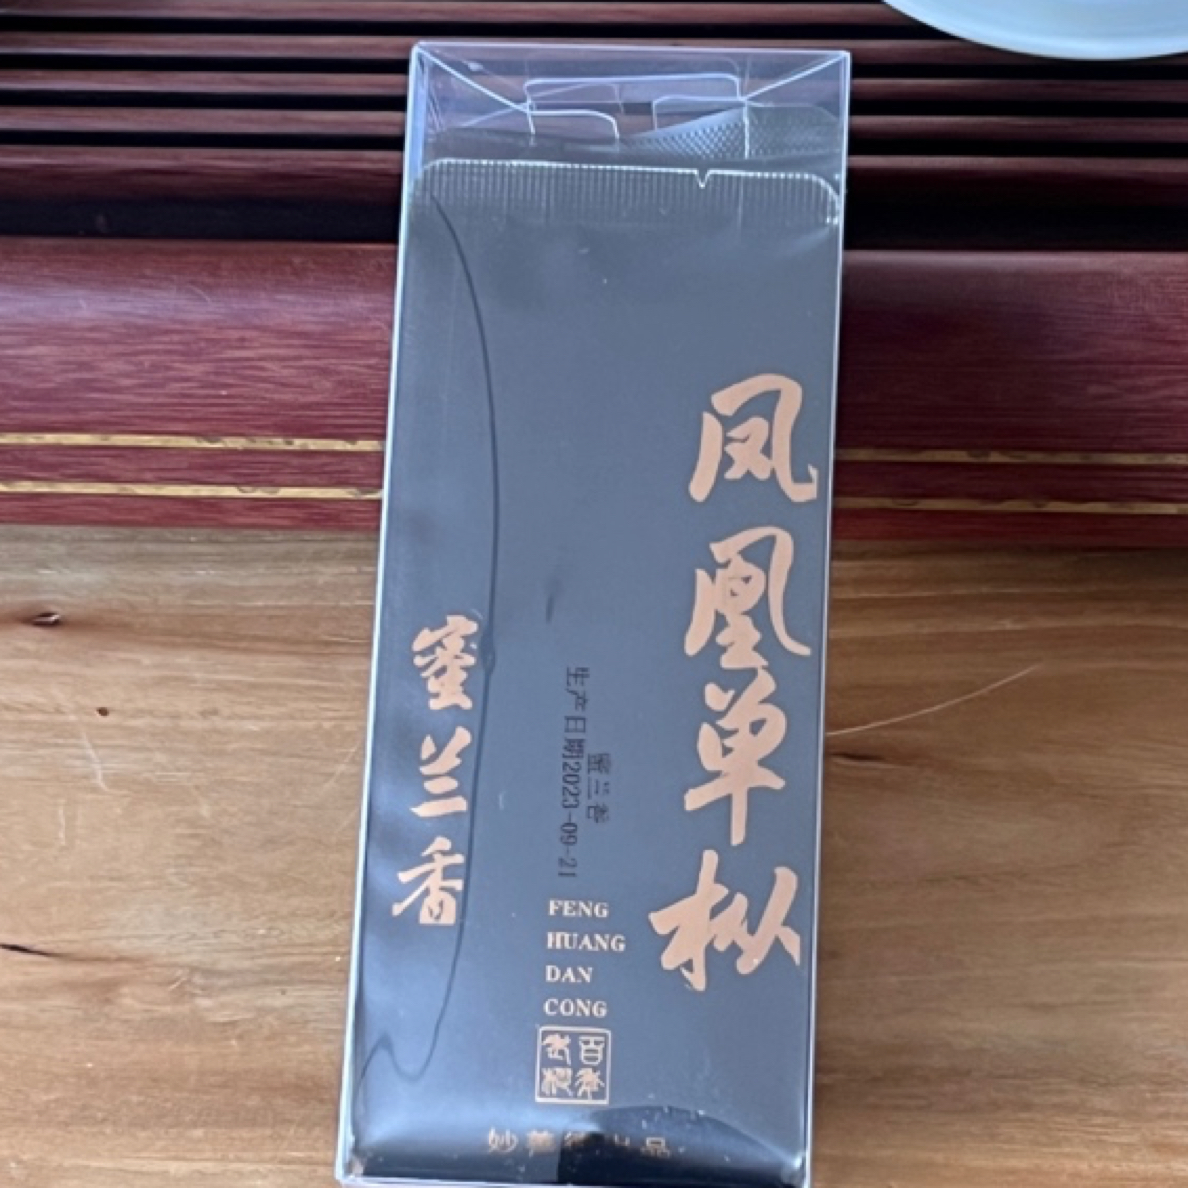 凤凰单枞
蜜兰香
生产日期2023-09-21
蜜兰香
FENG
HUANG
DAN
CONG
百年
老枞